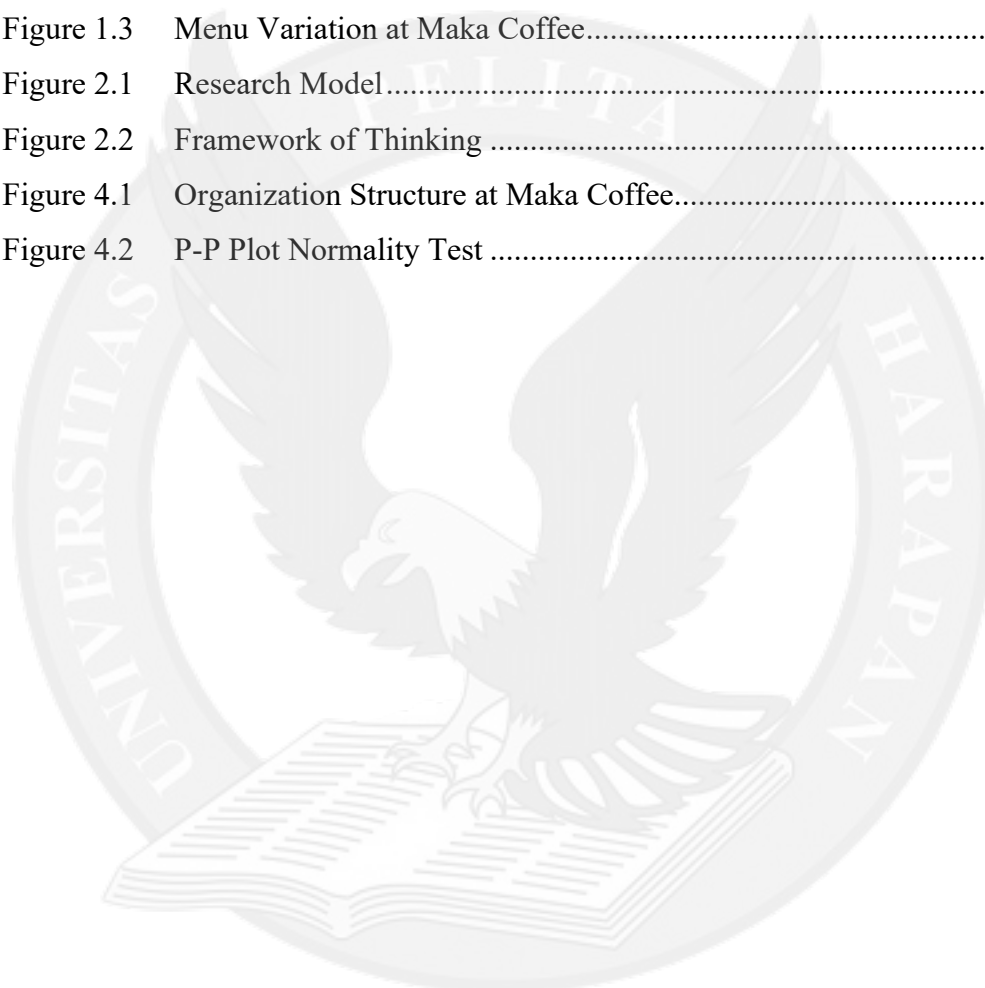 Figure 1.3 Menu Variation at Maka Coffee....................................................
Figure 2.1 Research Model..............................................................................
Figure 2.2 Framework of Thinking ................................................................
Figure 4.1 Organization Structure at Maka Coffee.........................................
Figure 4.2 P-P Plot Normality Test ................................................................
UNIVERSITAS PELITA HARAPAN